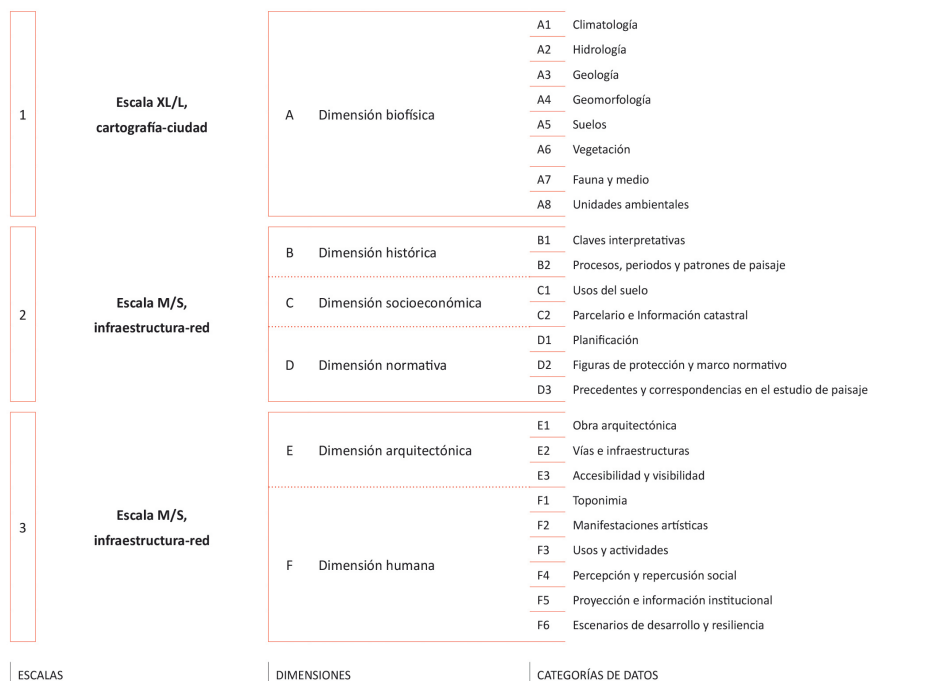 1
Escala XL/L,
cartografía-ciudad
A Dimensión biofísica
A1 Climatología
A2 Hidrología
A3 Geología
A4 Geomorfología
A5 Suelos
A6 Vegetación
A7 Fauna y medio
A8 Unidades ambientales
2
Escala M/S,
infraestructura-red
B Dimensión histórica
B1 Claves interpretativas
B2 Procesos, periodos y patrones de paisaje
C Dimensión socioeconómica
C1 Usos del suelo
C2 Parcelario e Información catastral
D Dimensión normativa
D1 Planificación
D2 Figuras de protección y marco normativo
D3 Precedentes y correspondencias en el estudio de paisaje
3
Escala M/S,
infraestructura-red
E Dimensión arquitectónica
E1 Obra arquitectónica
E2 Vías e infraestructuras
E3 Accesibilidad y visibilidad
F Dimensión humana
F1 Toponimia
F2 Manifestaciones artísticas
F3 Usos y actividades
F4 Percepción y repercusión social
F5 Proyección e información institucional
F6 Escenarios de desarrollo y resiliencia
ESCALAS DIMENSIONES CATEGORÍAS DE DATOS